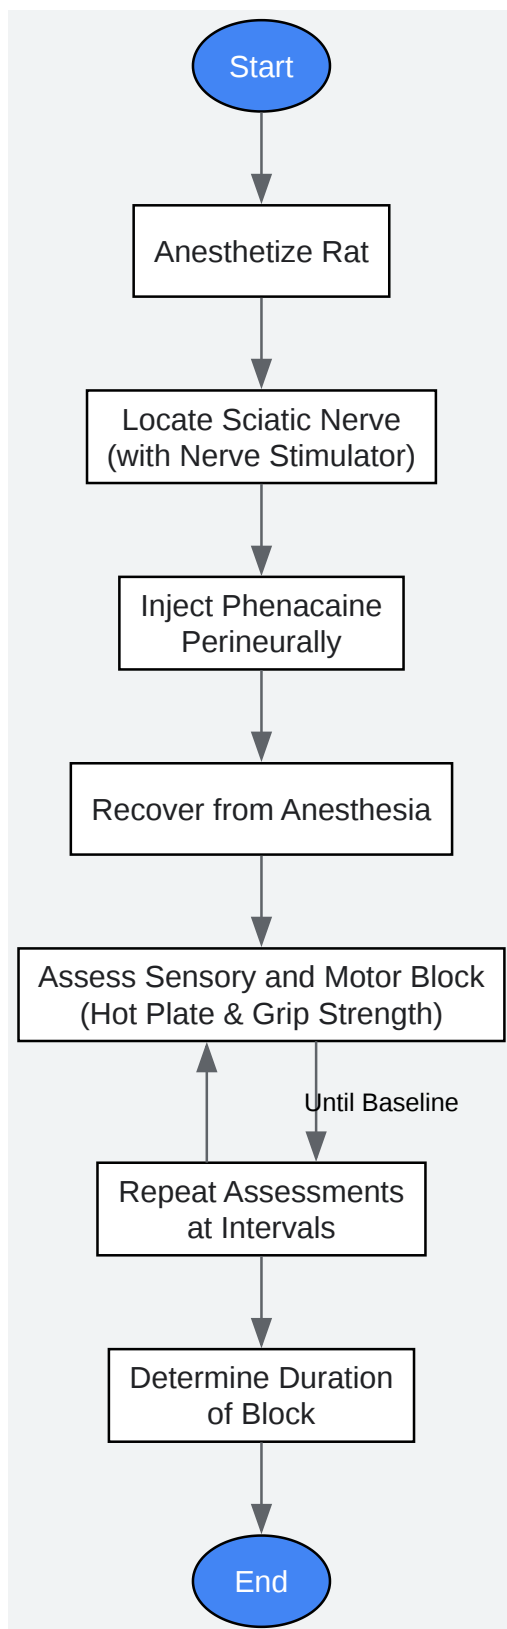 Start
Anesthetize Rat
Locate Sciatic Nerve
(with Nerve Stimulator)
Inject Phenacaine
Perineurally
Recover from Anesthesia
Assess Sensory and Motor Block
(Hot Plate & Grip Strength)
Until Baseline
Repeat Assessments
at Intervals
Determine Duration
of Block
End